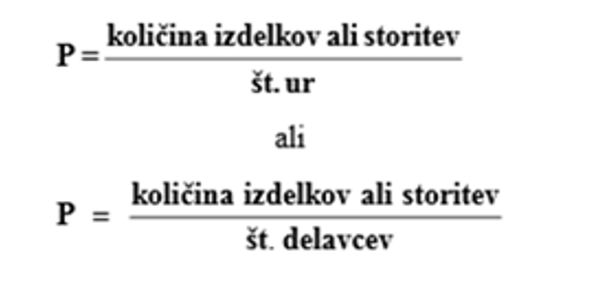 P = količina izdelkov ali storitev
št. ur
ali
P = količina izdelkov ali storitev
št. delavcev